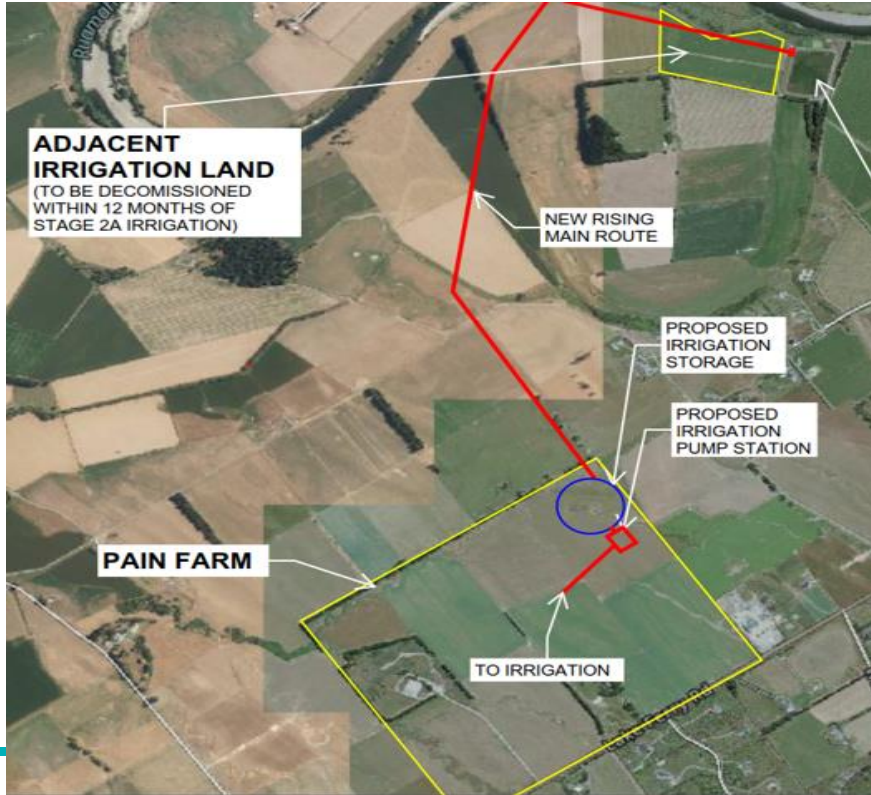 ADJACENT
IRRIGATION LAND
(TO BE DECOMISSIONED
WITHIN 12 MONTHS OF
STAGE 2A IRRIGATION)
NEW RISING
MAIN ROUTE
PROPOSED
IRRIGATION
STORAGE
PROPOSED
IRRIGATION
PUMP STATION
PAIN FARM
TO IRRIGATION